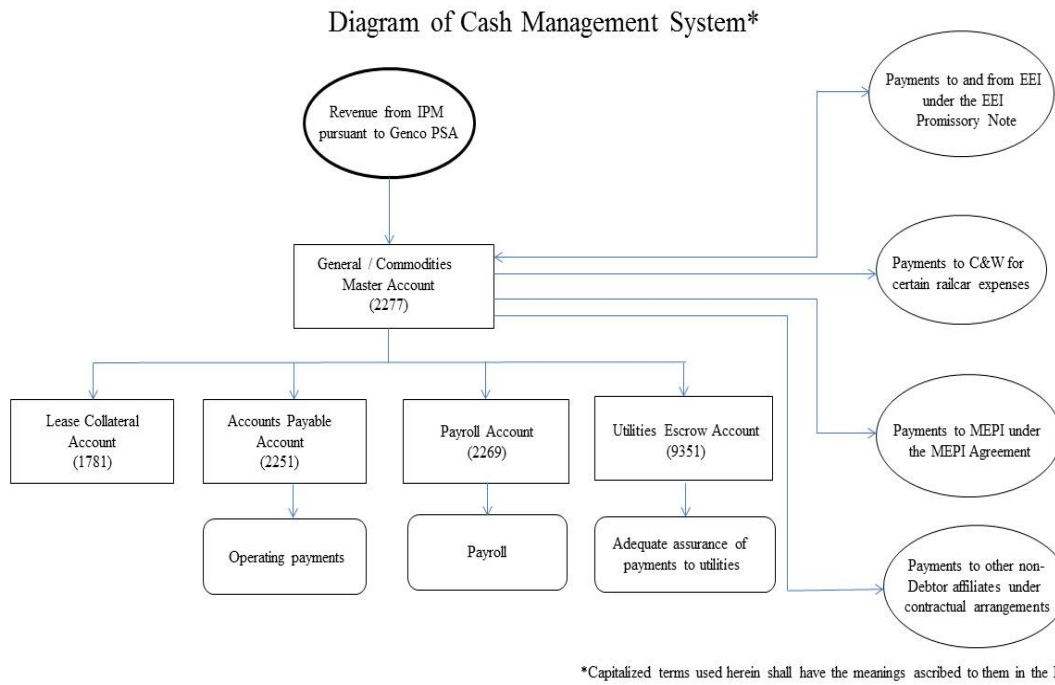 Diagram of Cash Management System*
Revenue from IPM
pursuant to Genco PSA
Payments to and from EEI
under the EEI
Promissory Note
General / Commodities
Master Account
(2277)
Payments to C&W for
certain railcar expenses
Lease Collateral
Account
(1781)
Accounts Payable
Account
(2251)
Payroll Account
(2269)
Utilities Escrow Account
(9351)
Payments to MEPI under
the MEPI Agreement
Operating payments
Payroll
Adequate assurance of
payments to utilities
Payments to other non-
Debtor affiliates under
contractual arrangements
*Capitalized terms used herein shall have the meanings ascribed to them in the